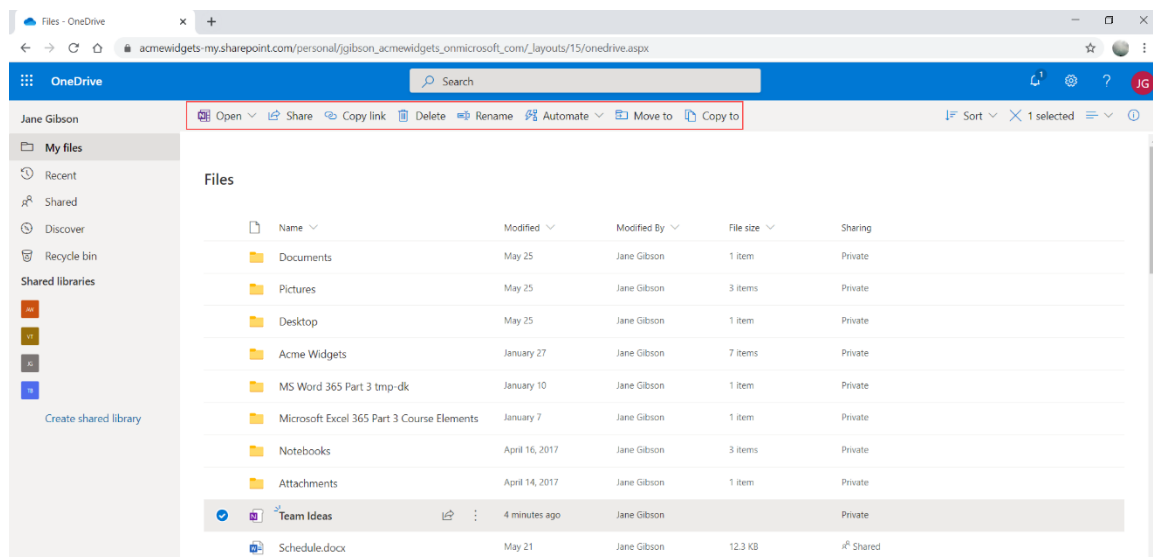 Files - OneDrive
acmewidgets-my.sharepoint.com/personal/jgibson_acmewidgets_onmicrosoft_com/_layouts/15/onedrive.aspx
OneDrive Search 1 ? JG
Jane Gibson Open Share Copy link Delete Rename Automate Move to Copy to Sort 1 selected
My files
Recent
Shared
Discover
Recycle bin
Shared libraries
AW
VT
JG
TB
Create shared library
Files
Name Modified Modified By File size Sharing
Documents May 25 Jane Gibson 1 item Private
Pictures May 25 Jane Gibson 3 items Private
Desktop May 25 Jane Gibson 1 item Private
Acme Widgets January 27 Jane Gibson 7 items Private
MS Word 365 Part 3 tmp-dk January 10 Jane Gibson 1 item Private
Microsoft Excel 365 Part 3 Course Elements January 7 Jane Gibson 1 item Private
Notebooks April 16, 2017 Jane Gibson 3 items Private
Attachments April 14, 2017 Jane Gibson 1 item Private
Team Ideas 4 minutes ago Jane Gibson Private
Schedule.docx May 21 Jane Gibson 12.3 KB Shared